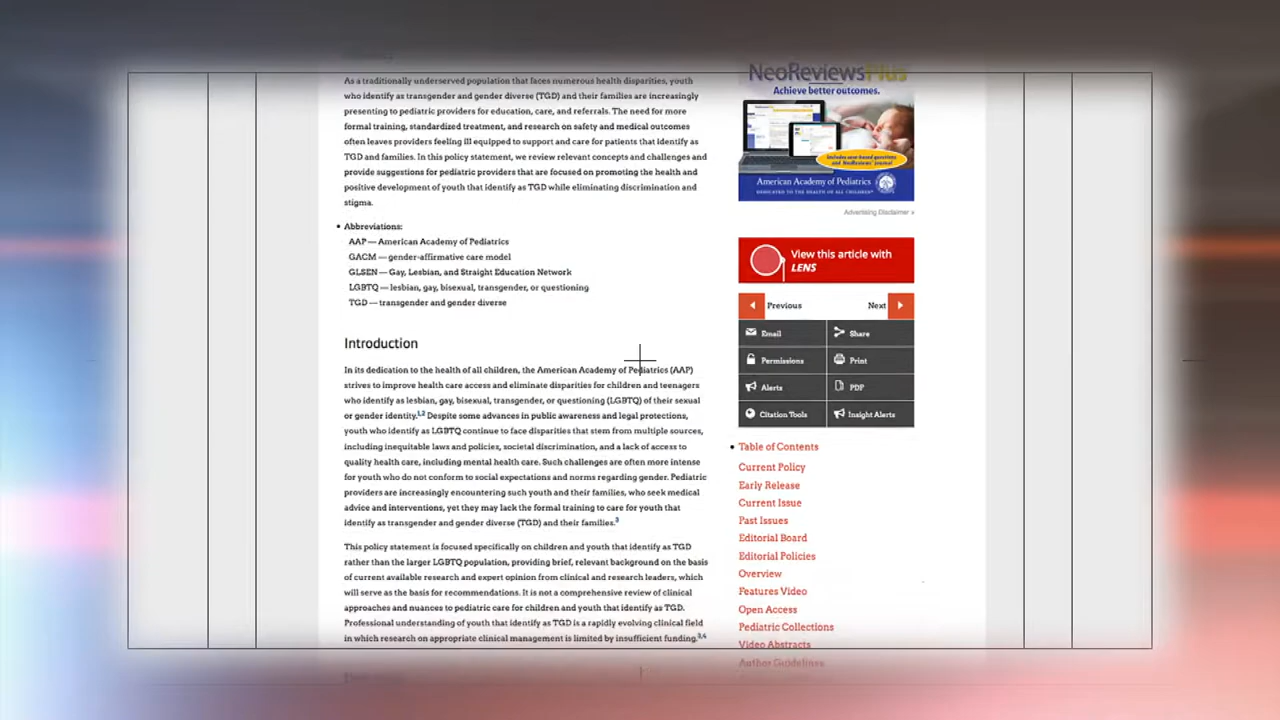 As a traditionally underserved population that faces numerous health disparities, youth
who identify as transgender and gender diverse (TGD) and their families are increasingly
presenting to pediatric providers for education, care, and referrals. The need for more
formal training, standardized treatment, and research on safety and medical outcomes
often leaves providers feeling ill equipped to support and care for patients that identify as
TGD and families. In this policy statement, we review relevant concepts and challenges and
provide suggestions for pediatric providers that are focused on promoting the health and
positive development of youth that identify as TGD while eliminating discrimination and
stigma.
• Abbreviations:
AAP — American Academy of Pediatrics
GACM — gender-affirmative care model
GLSEN — Gay, Lesbian, and Straight Education Network
LGBTQ — lesbian, gay, bisexual, transgender, or questioning
TGD — transgender and gender diverse
Introduction
In its dedication to the health of all children, the American Academy of Pediatrics (AAP)
strives to improve health care access and eliminate disparities for children and teenagers
who identify as lesbian, gay, bisexual, transgender, or questioning (LGBTQ) of their sexual
or gender identity.1,2 Despite some advances in public awareness and legal protections,
youth who identify as LGBTQ continue to face disparities that stem from multiple sources,
including inequitable laws and policies, societal discrimination, and a lack of access to
quality health care, including mental health care. Such challenges are often more intense
for youth who do not conform to social expectations and norms regarding gender. Pediatric
providers are increasingly encountering such youth and their families, who seek medical
advice and interventions, yet they may lack the formal training to care for youth that
identify as transgender and gender diverse (TGD) and their families.3
This policy statement is focused specifically on children and youth that identify as TGD
rather than the larger LGBTQ population, providing brief, relevant background on the basis
of current available research and expert opinion from clinical and research leaders, which
will serve as the basis for recommendations. It is not a comprehensive review of clinical
approaches and nuances to pediatric care for children and youth that identify as TGD.
Professional understanding of youth that identify as TGD is a rapidly evolving clinical field
in which research on appropriate clinical management is limited by insufficient funding.3,4
NeoReviewsPlus
Achieve better outcomes.
Includes case-based questions
and NeoReviews journal
American Academy of Pediatrics
DEDICATED TO THE HEALTH OF ALL CHILDREN
Advertising Disclaimer »
View this article with
LENS
Previous Next
Email Share
Permissions Print
Alerts PDF
Citation Tools Insight Alerts
• Table of Contents
Current Policy
Early Release
Current Issue
Past Issues
Editorial Board
Editorial Policies
Overview
Features Video
Open Access
Pediatric Collections
Video Abstracts
Author Guidelines